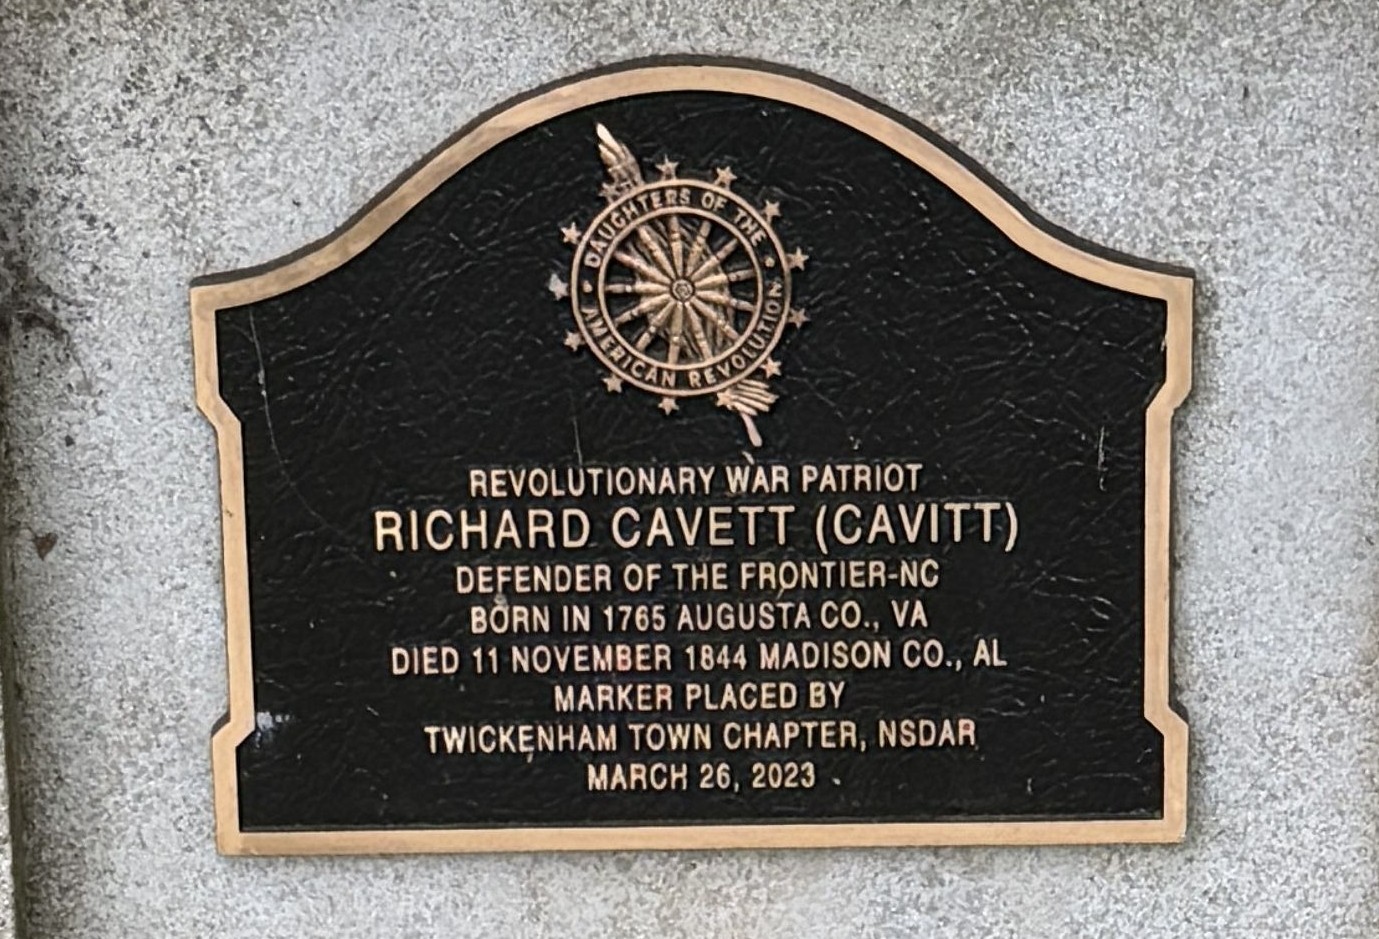 DAUGHTERS OF THE
AMERICAN REVOLUTION
REVOLUTIONARY WAR PATRIOT
RICHARD CAVETT (CAVITT)
DEFENDER OF THE FRONTIER-NC
BORN IN 1765 AUGUSTA CO., VA
DIED 11 NOVEMBER 1844 MADISON CO., AL
MARKER PLACED BY
TWICKENHAM TOWN CHAPTER, NSDAR
MARCH 26, 2023